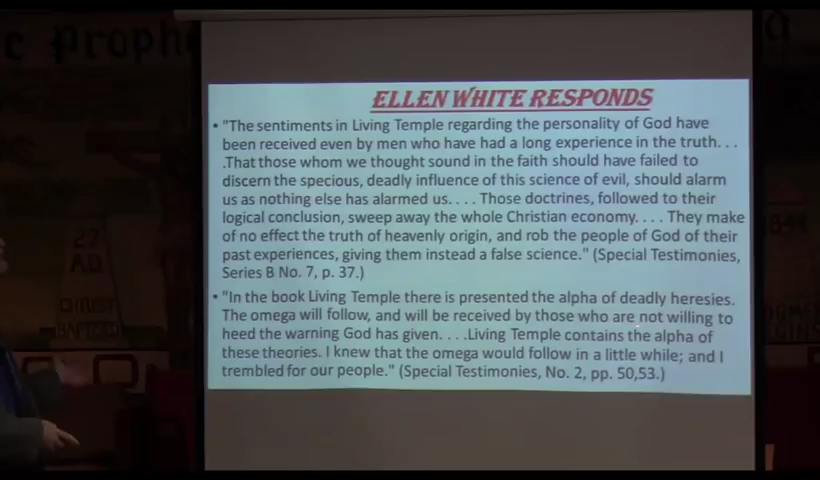 c Proph
ELLEN WHITE RESPONDS
• "The sentiments in Living Temple regarding the personality of God have
been received even by men who have had a long experience in the truth. . .
.That those whom we thought sound in the faith should have failed to
discern the specious, deadly influence of this science of evil, should alarm
us as nothing else has alarmed us. . . . Those doctrines, followed to their
logical conclusion, sweep away the whole Christian economy. . . . They make
of no effect the truth of heavenly origin, and rob the people of God of their
past experiences, giving them instead a false science." (Special Testimonies,
Series B No. 7, p. 37.)
• "In the book Living Temple there is presented the alpha of deadly heresies.
The omega will follow, and will be received by those who are not willing to
heed the warning God has given. . . .Living Temple contains the alpha of
these theories. I knew that the omega would follow in a little while; and I
trembled for our people." (Special Testimonies, No. 2, pp. 50,53.)
27
AD
CHRIST
BAPTISED
1844